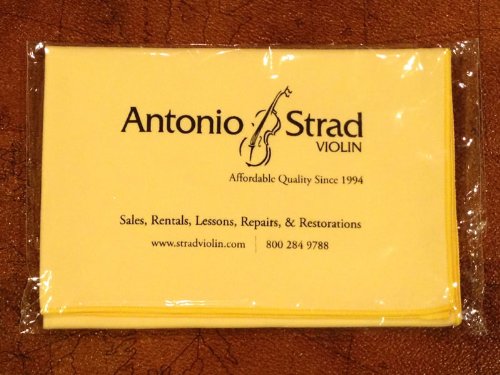 Antonio Strad
VIOLIN
Affordable Quality Since 1994
Sales, Rentals, Lessons, Repairs, & Restorations
www.stradviolin.com | 800 284 9788